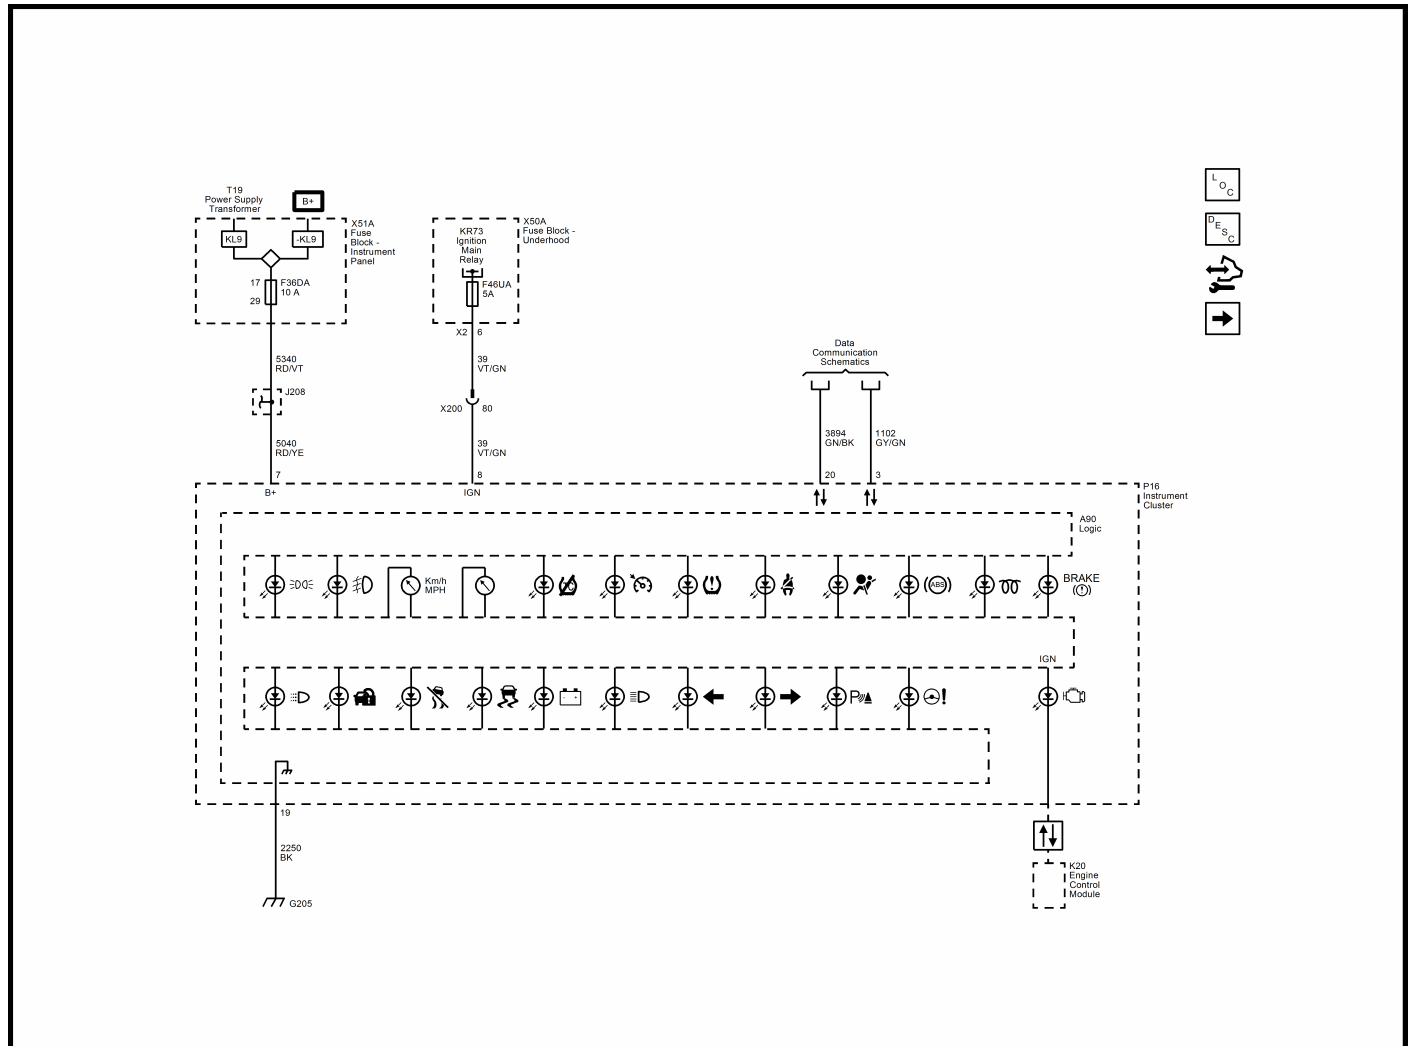 T19
Power Supply
Transformer
B+
X51A
Fuse
Block -
Instrument
Panel
KL9
-KL9
17
29
F36DA
10 A
5340
RD/VT
J208
5040
RD/YE
7
KR73
Ignition
Main
Relay
X50A
Fuse Block -
Underhood
F46UA
5A
X2
6
39
VT/GN
X200
80
39
VT/GN
8
Data
Communication
Schematics
3894
GN/BK
1102
GY/GN
20
3
L
O
C
D
E
S
C
B+
IGN
P16
Instrument
Cluster
A90
Logic
Km/h
MPH
TC
ABS
BRAKE
(!)
IGN
P
- +
!
19
2250
BK
G205
K20
Engine
Control
Module